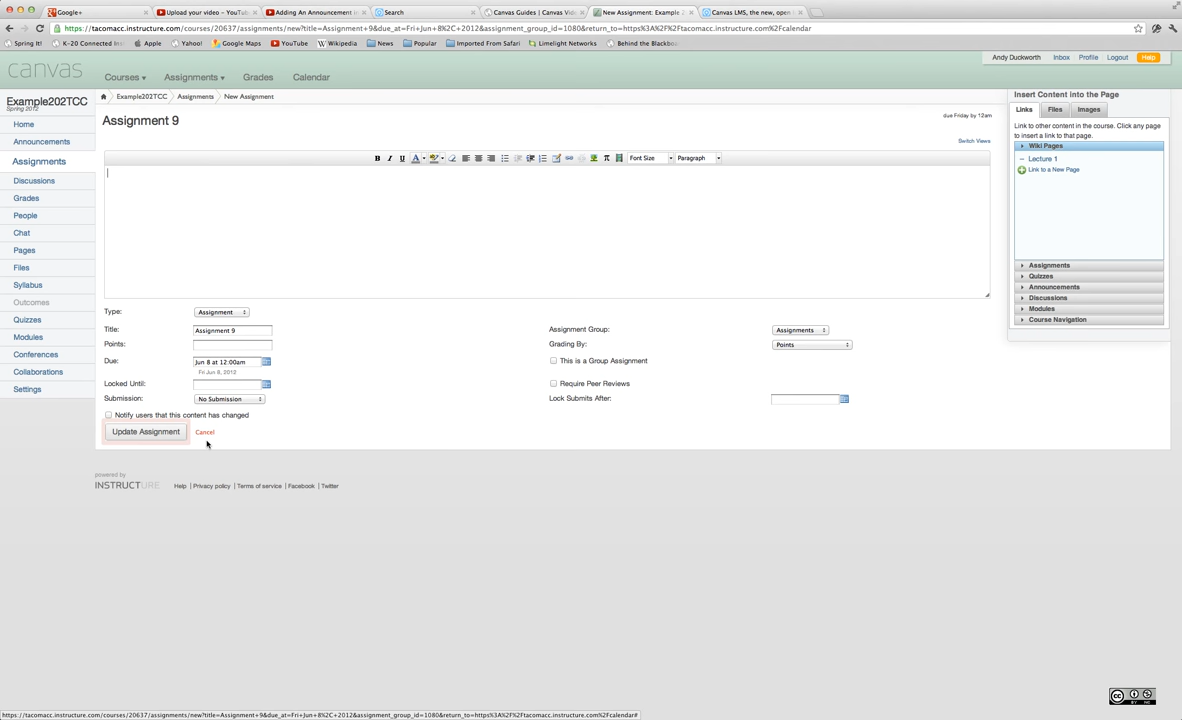 Google+
Upload your video – YouTub
Adding An Announcement i
Search
Canvas Guides | Canvas Vid
New Assignment: Example 2
Canvas LMS, the new, open
https://tacomacc.instructure.com/courses/20637/assignments/new?title=Assignment+9&due_at=Fri+Jun+8%2C+2012&assignment_group_id=1080&return_to=https%3A%2F%2Ftacomacc.instructure.com%2Fcalendar
Spring It!
K-20 Connected Ins
Apple
Yahoo!
Google Maps
YouTube
Wikipedia
News
Popular
Imported From Safari
Limelight Networks
Behind the Blackboa
Andy Duckworth
Inbox
Profile
Logout
Help
canvas
Courses
Assignments
Grades
Calendar
Example202TCC
Spring 2012
Home
Announcements
Assignments
Discussions
Grades
People
Chat
Pages
Files
Syllabus
Outcomes
Quizzes
Modules
Conferences
Collaborations
Settings
Example202TCC
Assignments
New Assignment
Assignment 9
due Friday by 12am
Switch Views
B I U A
Font Size
Paragraph
Type:
Assignment
Title:
Assignment 9
Points:
Due:
Jun 8 at 12:00am
Fri Jun 8, 2012
Locked Until:
Submission:
No Submission
Assignment Group:
Assignments
Grading By:
Points
This is a Group Assignment
Require Peer Reviews
Lock Submits After:
Notify users that this content has changed
Update Assignment
Cancel
Insert Content into the Page
Links
Files
Images
Link to other content in the course. Click any page
to insert a link to that page.
Wiki Pages
Lecture 1
Link to a New Page
Assignments
Quizzes
Announcements
Discussions
Modules
Course Navigation
powered by
INSTRUCTURE
Help | Privacy policy | Terms of service | Facebook | Twitter
cc
BY NC
https://tacomacc.instructure.com/courses/20637/assignments/new?title=Assignment+9&due_at=Fri+Jun+8%2C+2012&assignment_group_id=1080&return_to=https%3A%2F%2Ftacomacc.instructure.com%2Fcalendar#